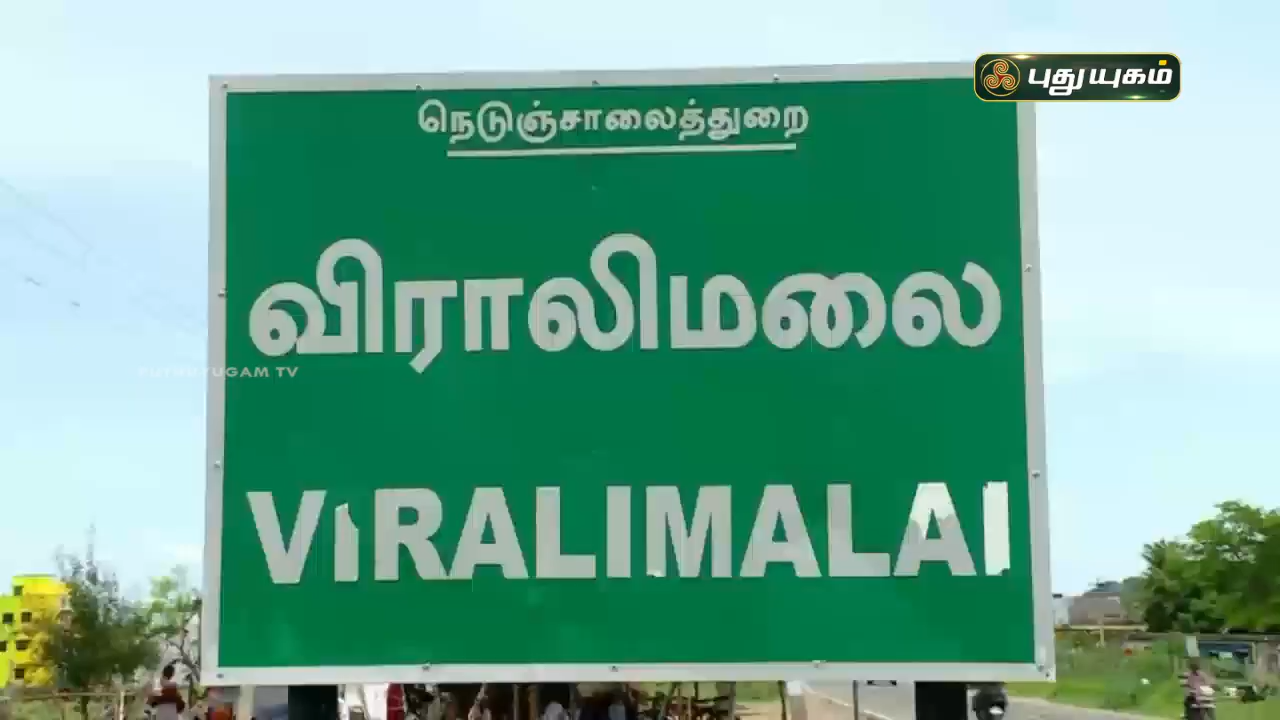 புதுயுகம்
நெடுஞ்சாலைத்துறை
விராலிமலை
PUTHUYUGAM TV
VIRALIMALAI